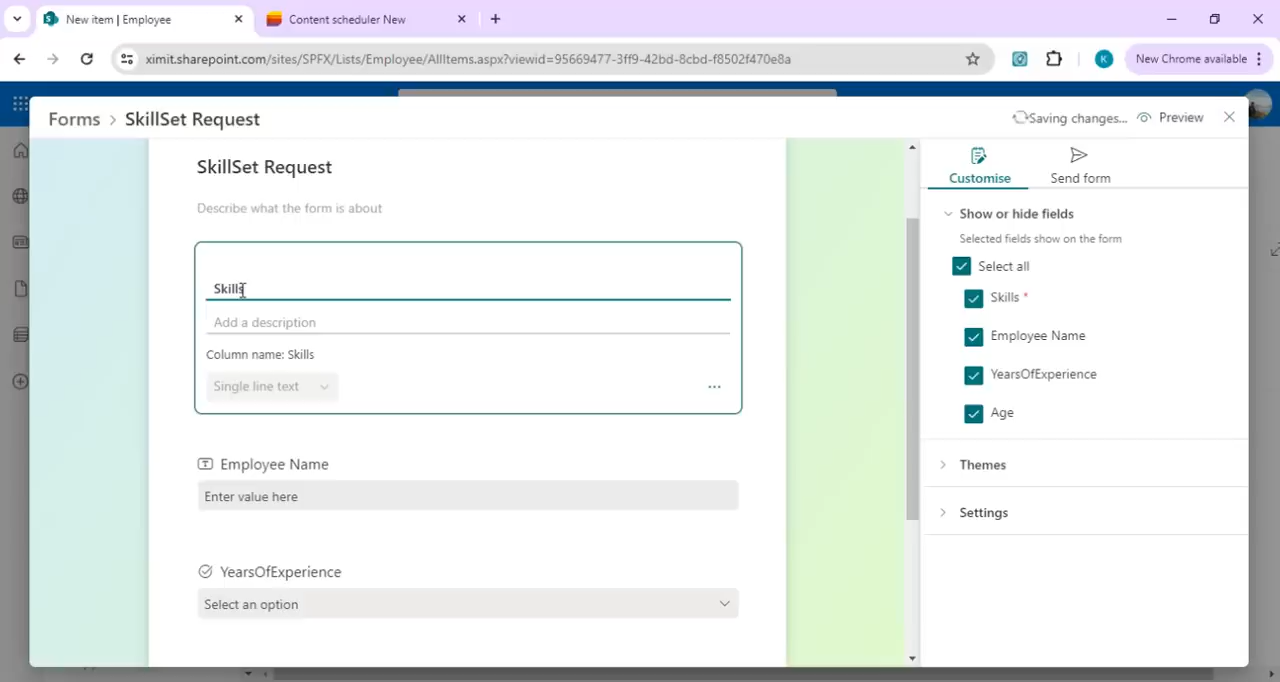 New item | Employee
Content scheduler New
ximit.sharepoint.com/sites/SPFX/Lists/Employee/AllItems.aspx?viewid=95669477-3ff9-42bd-8cbd-f8502f470e8a
K
New Chrome available
Forms > SkillSet Request
Saving changes...
Preview
SkillSet Request
Describe what the form is about
Skills
Add a description
Column name: Skills
Single line text
Employee Name
Enter value here
YearsOfExperience
Select an option
Customise
Send form
Show or hide fields
Selected fields show on the form
Select all
Skills *
Employee Name
YearsOfExperience
Age
Themes
Settings